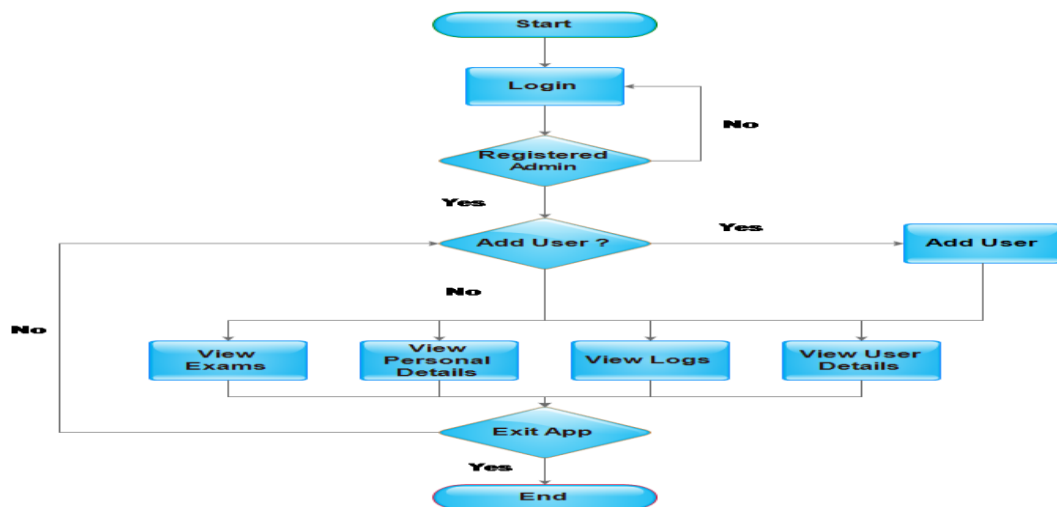 Start
Login
No
Registered
Admin
Yes
Add User ?
Yes
Add User
No
No
View
Exams
View
Personal
Details
View Logs
View User
Details
Exit App
Yes
End